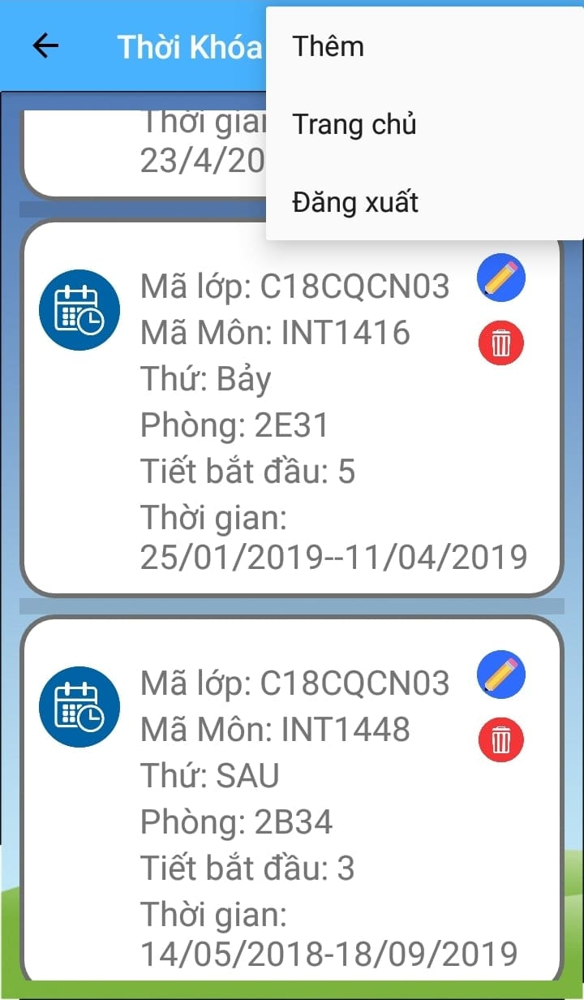 Thời Khóa
Thêm
Trang chủ
Đăng xuất
Thời gian
23/4/20
Mã lớp: C18CQCN03
Mã Môn: INT1416
Thứ: Bảy
Phòng: 2E31
Tiết bắt đầu: 5
Thời gian:
25/01/2019--11/04/2019
Mã lớp: C18CQCN03
Mã Môn: INT1448
Thứ: SAU
Phòng: 2B34
Tiết bắt đầu: 3
Thời gian:
14/05/2018-18/09/2019